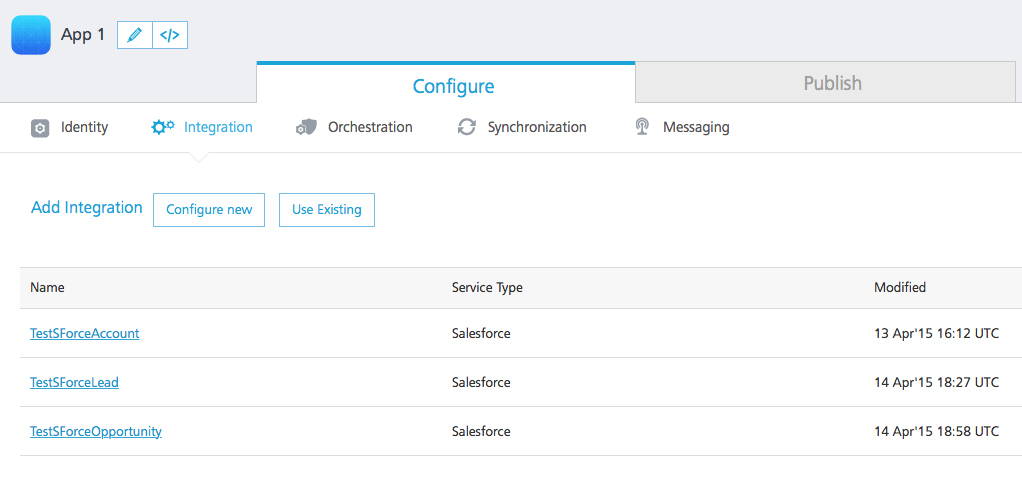 App 1 </>
Configure Publish
Identity Integration Orchestration Synchronization Messaging
Add Integration Configure new Use Existing
Name Service Type Modified
TestSForceAccount Salesforce 13 Apr'15 16:12 UTC
TestSForceLead Salesforce 14 Apr'15 18:27 UTC
TestSForceOpportunity Salesforce 14 Apr'15 18:58 UTC